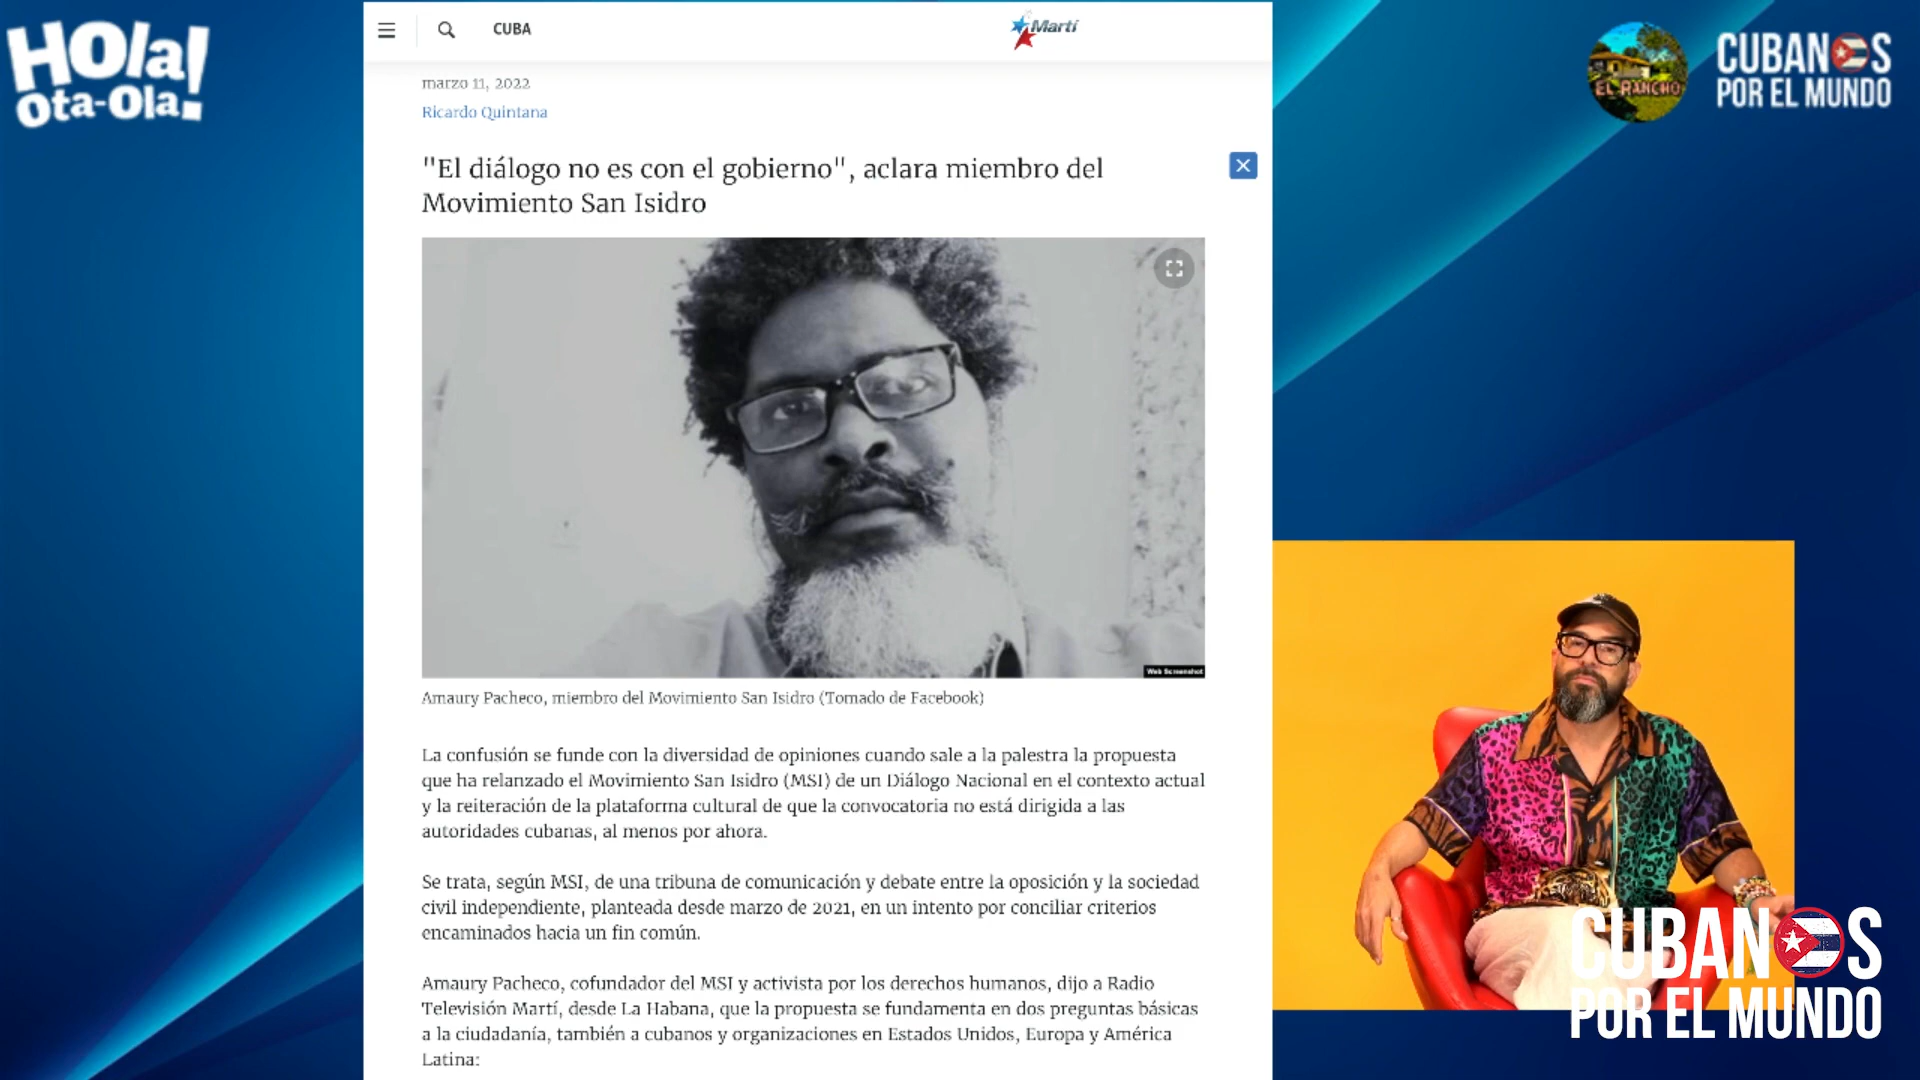 HOla!
Ota-Ola!
CUBA
Martí
EL RANCHO
CUBANOS
POR EL MUNDO
marzo 11, 2022
Ricardo Quintana
"El diálogo no es con el gobierno", aclara miembro del
Movimiento San Isidro
Web Screenshot
Amaury Pacheco, miembro del Movimiento San Isidro (Tomado de Facebook)
La confusión se funde con la diversidad de opiniones cuando sale a la palestra la propuesta
que ha relanzado el Movimiento San Isidro (MSI) de un Diálogo Nacional en el contexto actual
y la reiteración de la plataforma cultural de que la convocatoria no está dirigida a las
autoridades cubanas, al menos por ahora.
Se trata, según MSI, de una tribuna de comunicación y debate entre la oposición y la sociedad
civil independiente, planteada desde marzo de 2021, en un intento por conciliar criterios
encaminados hacia un fin común.
Amaury Pacheco, cofundador del MSI y activista por los derechos humanos, dijo a Radio
Televisión Martí, desde La Habana, que la propuesta se fundamenta en dos preguntas básicas
a la ciudadanía, también a cubanos y organizaciones en Estados Unidos, Europa y América
Latina:
CUBANOS
POR EL MUNDO